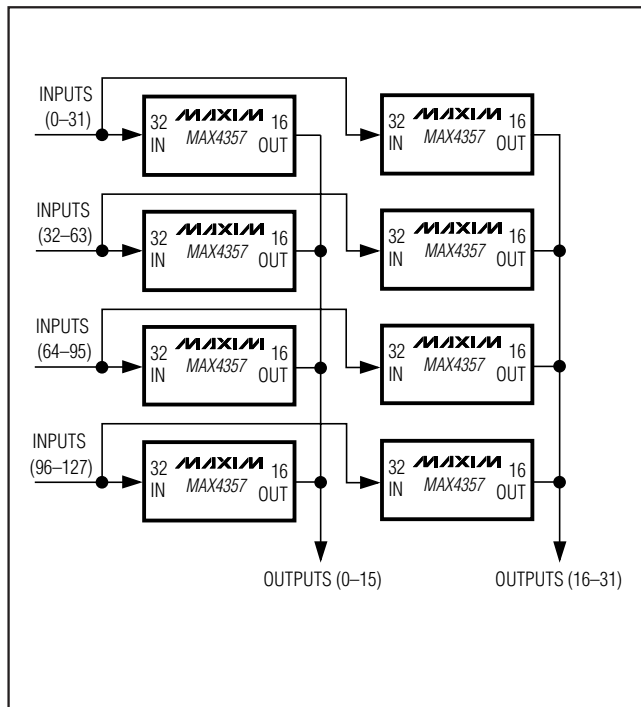 INPUTS
(0–31)
32 MAXIM 16
IN MAX4357 OUT
32 MAXIM 16
IN MAX4357 OUT
INPUTS
(32–63)
32 MAXIM 16
IN MAX4357 OUT
32 MAXIM 16
IN MAX4357 OUT
INPUTS
(64–95)
32 MAXIM 16
IN MAX4357 OUT
32 MAXIM 16
IN MAX4357 OUT
INPUTS
(96–127)
32 MAXIM 16
IN MAX4357 OUT
32 MAXIM 16
IN MAX4357 OUT
OUTPUTS (0–15)
OUTPUTS (16–31)